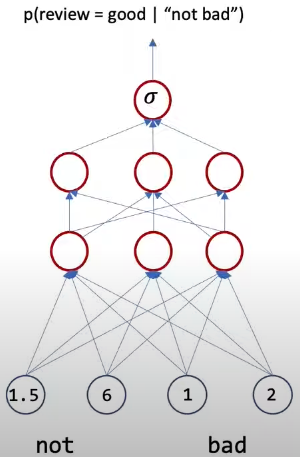 p(review = good | “not bad”)
σ
1.5 6 1 2
not bad